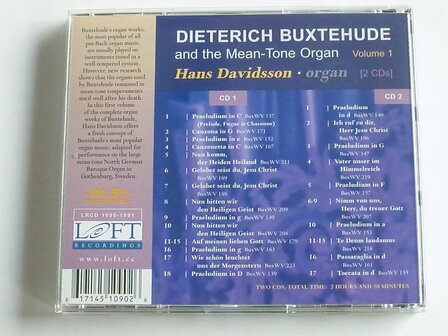 Buxtehude's organ works,
the most popular of all
pre-Bach organ music,
are usually played on
instruments tuned in a
well-tempered system.
However, new research
shows that the organs used
by Buxtehude remained in
mean-tone temperaments
until well after his death.
In this first volume
of the complete organ
works of Buxtehude, Hans
Davidsson offers
a fresh concept of
Buxtehude's most popular
organ music, adapted for
performance on the large
mean-tone North German
Baroque Organ in
Gothenburg, Sweden.
LRCD 1090-1091
LOFT
RECORDINGS
www.loft.cc
6 17145 10902 6
DIETERICH BUXTEHUDE
and the Mean-Tone Organ Volume 1
Hans Davidsson · organ [2 CDs]
CD 1
1 Praeludium in C BuxWV 137
(Prelude, Fugue & Chaconne)
2 Canzona in G BuxWV 171
3 Praeludium in e BuxWV 152
4 Canzonetta in C BuxWV 167
5 Nun komm,
der Heiden Heiland BuxWV 211
6 Gelobet seist du, Jesu Christ
BuxWV 189
7 Gelobet seist du, Jesu Christ
BuxWV 188
8 Nun bitten wir
den Heiligen Geist BuxWV 209
9 Praeludium in g BuxWV 149
10 Nun bitten wir
den Heiligen Geist BuxWV 208
11-15 Auf meinen lieben Gott BuxWV 179
16 Praeludium in g BuxWV 163
17 Wie schön leuchtet
uns der Morgenstern BuxWV 223
18 Praeludium in D BuxWV 139
CD 2
1 Praeludium
in d BuxWV 140
2 Ich ruf zu dir,
Herr Jesu Christ
BuxWV 196
3 Praeludium in G
BuxWV 147
4 Vater unser im
Himmelreich
BuxWV 219
5 Praeludium in F
BuxWV 157
6-9 Nimm von uns,
Herr, du treuer Gott
BuxWV 207
10 Praeludium in a
BuxWV 153
11-15 Te Deum laudamus
BuxWV 218
16 Passacaglia in d
BuxWV 161
17 Toccata in d BuxWV 155
TWO CDS, TOTAL TIME: 2 HOURS AND 30 MINUTES